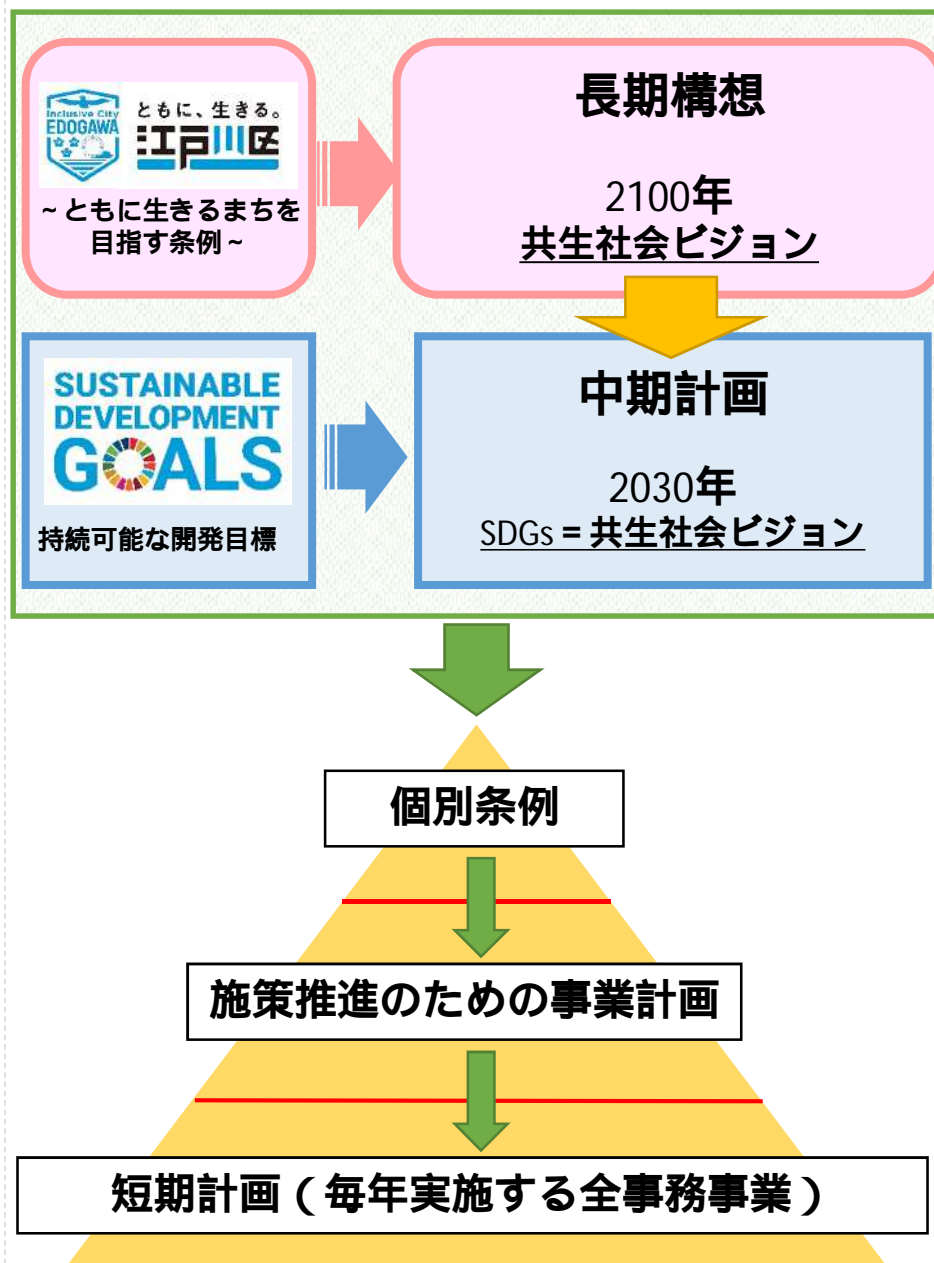 Inclusive City
EDOGAWA
ともに、生きる。
江戸川区
~ともに生きるまちを
目指す条例~
長期構想
2100年
共生社会ビジョン
SUSTAINABLE
DEVELOPMENT
GOALS
持続可能な開発目標
中期計画
2030年
SDGs = 共生社会ビジョン
個別条例
施策推進のための事業計画
短期計画（毎年実施する全事務事業）